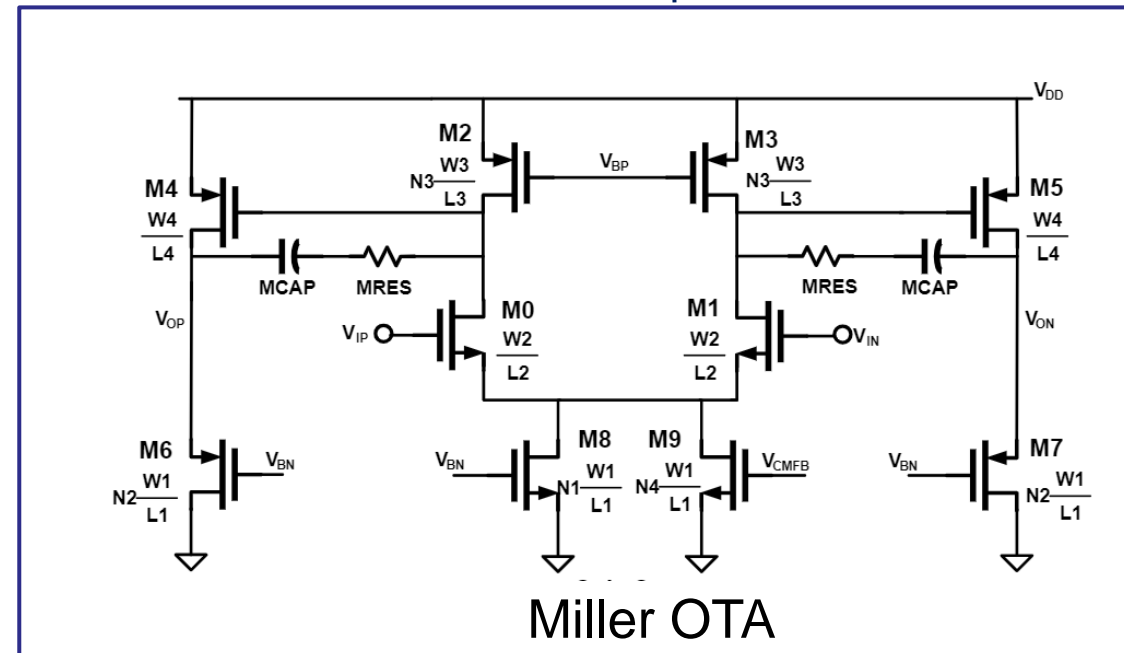 VDD
M2
N3 W3
L3
M3
N3 W3
L3
VBP
M4
W4
L4
M5
W4
L4
MCAP
MRES
MRES
MCAP
VOP
VIP
M0
W2
L2
M1
W2
L2
VIN
VON
M6
N2 W1
L1
VBN
VBN
M8
N1 W1
L1
M9
N4 W1
L1
VCMFB
VBN
M7
N2 W1
L1
Miller OTA